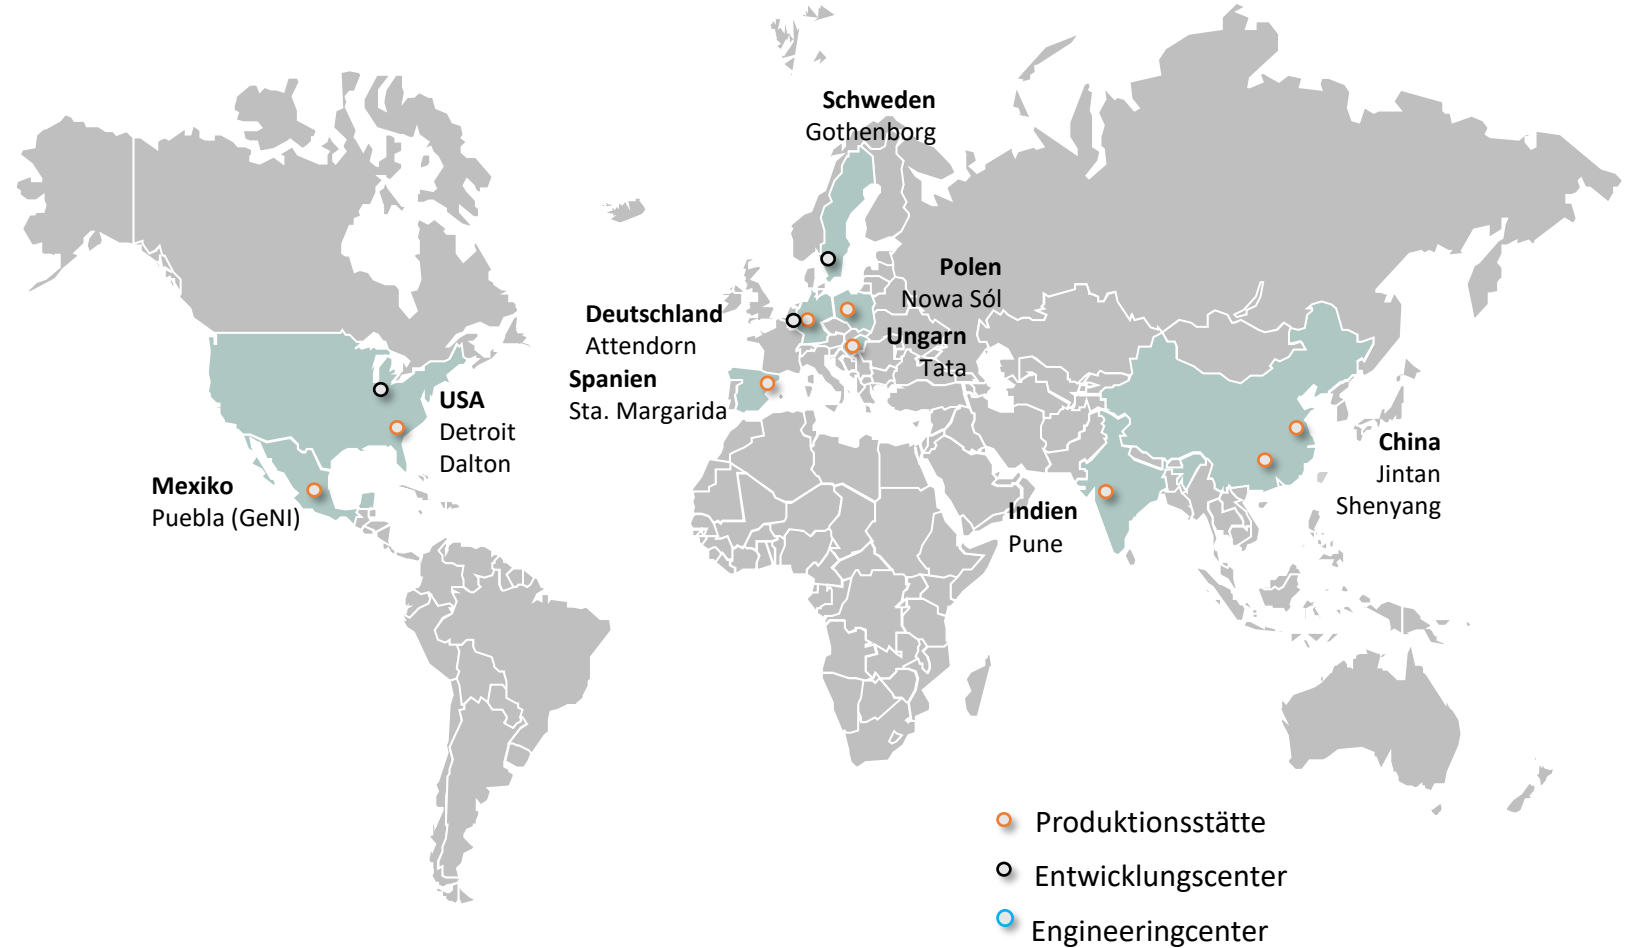 Schweden
Gothenborg
Polen
Nowa Sól
Deutschland
Attendorn
Ungarn
Tata
Spanien
Sta. Margarida
USA
Detroit
Dalton
Mexiko
Puebla (GeNI)
China
Jintan
Shenyang
Indien
Pune
Produktionsstätte
Entwicklungscenter
Engineeringcenter